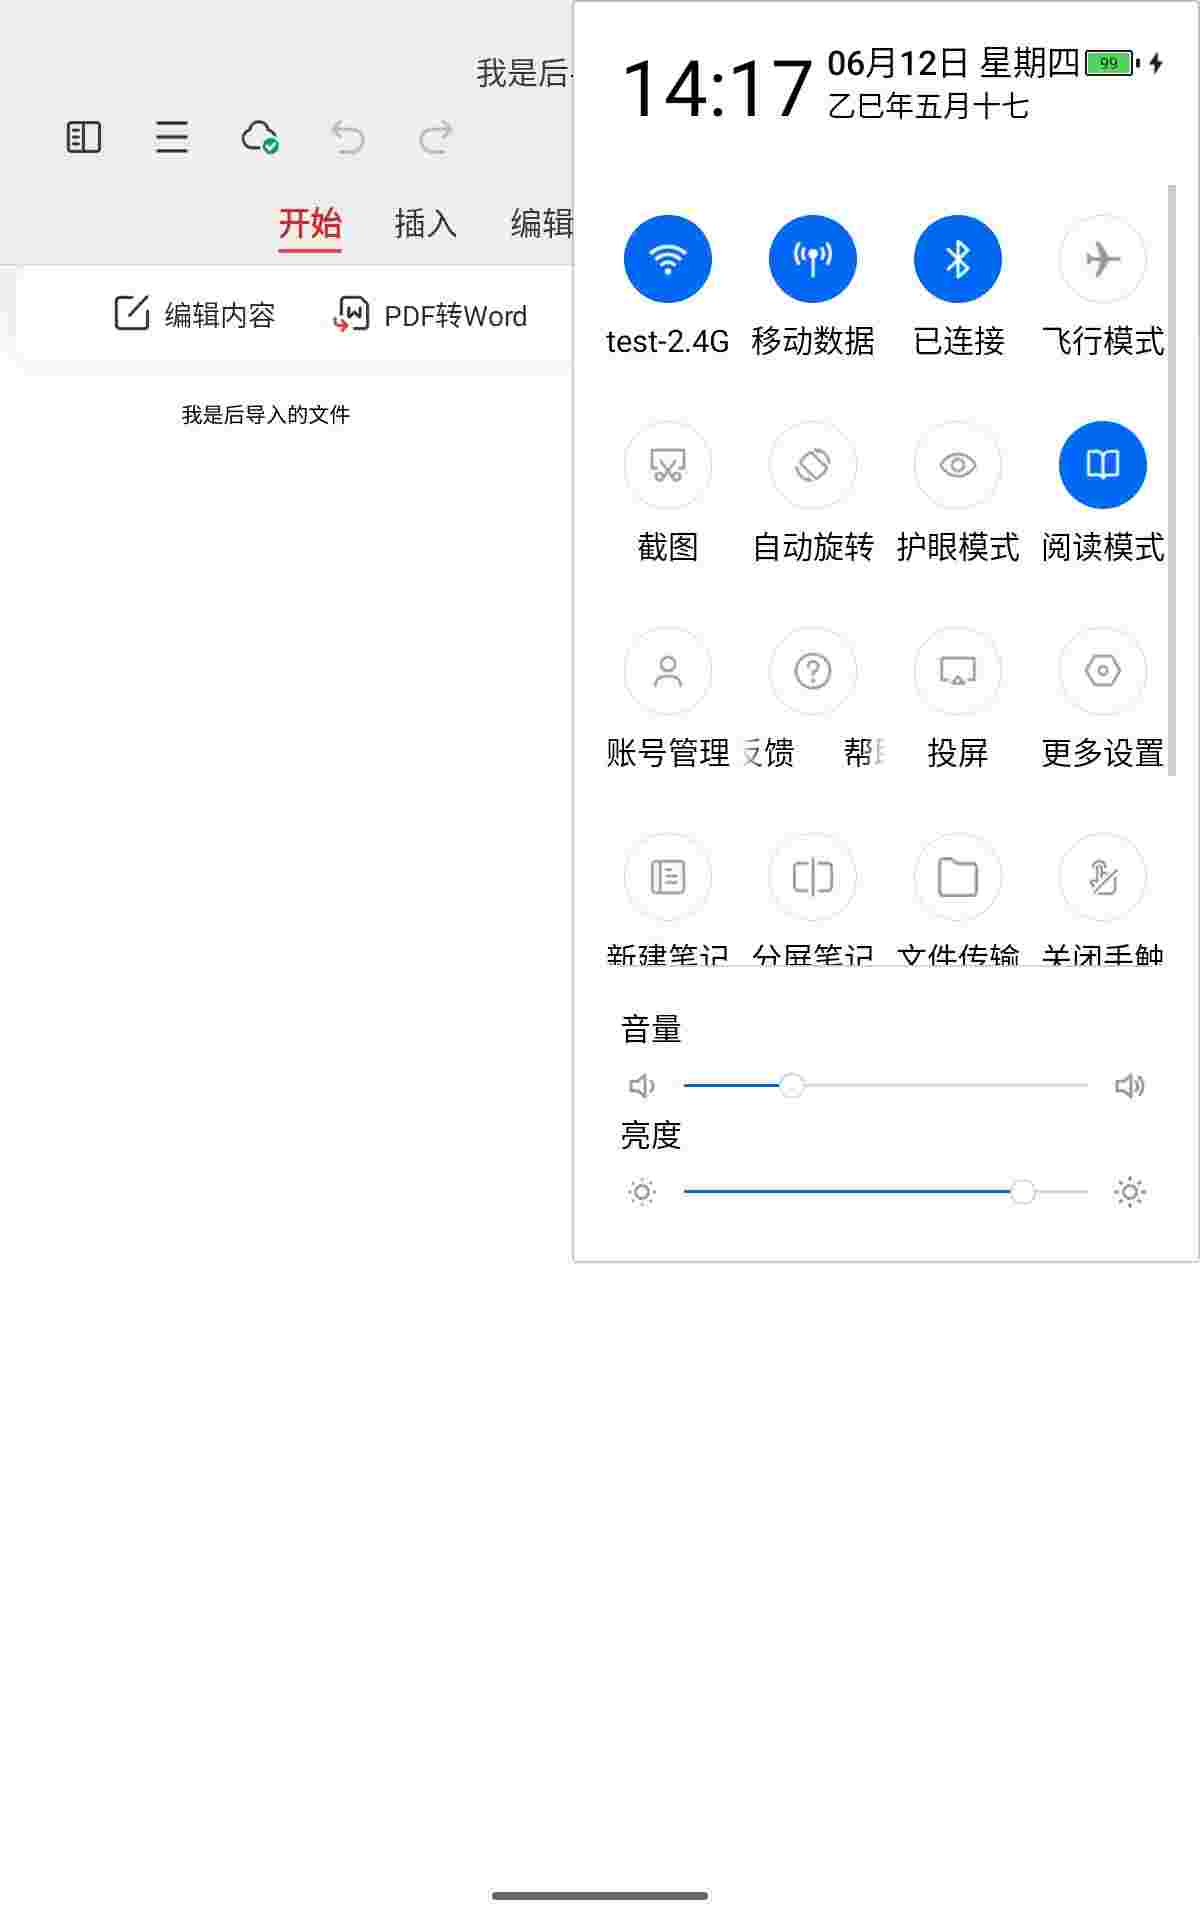 我是后
14:17
06月12日 星期四
99
乙巳年五月十七
开始 插入 编辑
编辑内容 PDF转Word
test-2.4G 移动数据 已连接 飞行模式
我是后导入的文件
截图 自动旋转 护眼模式 阅读模式
账号管理 反馈 帮助 投屏 更多设置
新建笔记 分屏笔记 文件传输 关闭手触
音量
亮度